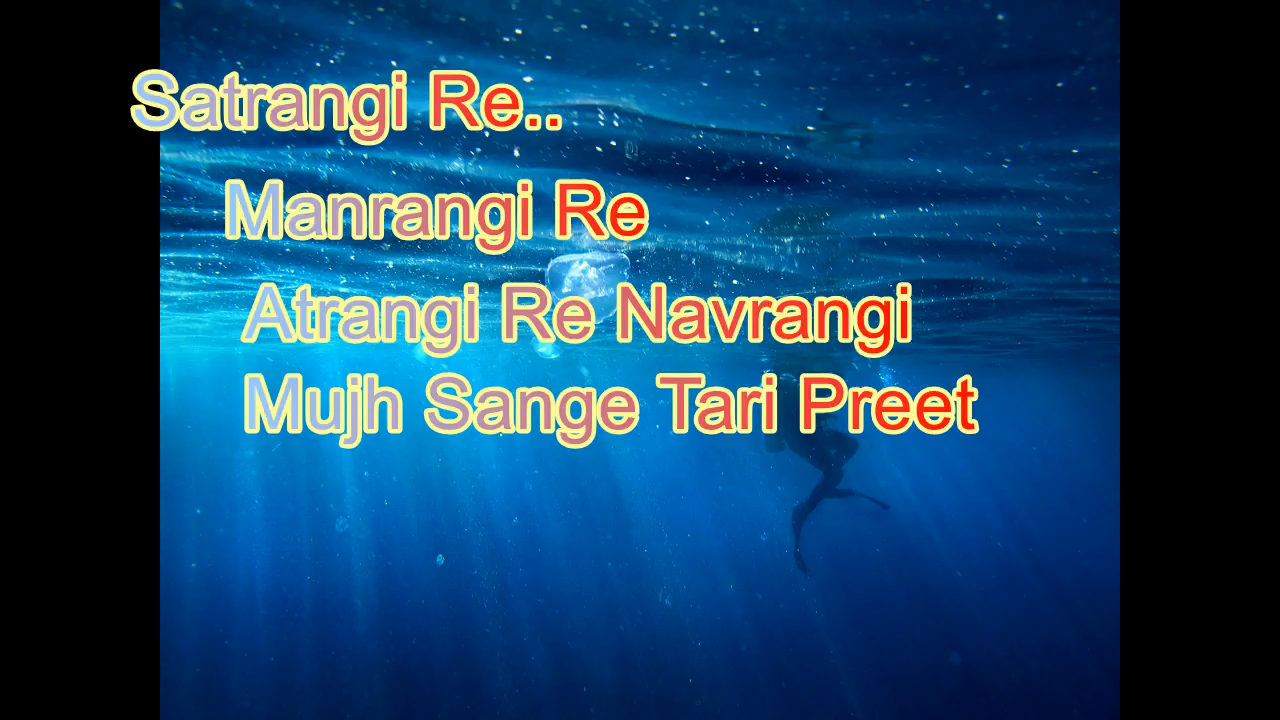 Satrangi Re..
Manrangi Re
Atrangi Re Navrangi
Mujh Sange Tari Preet